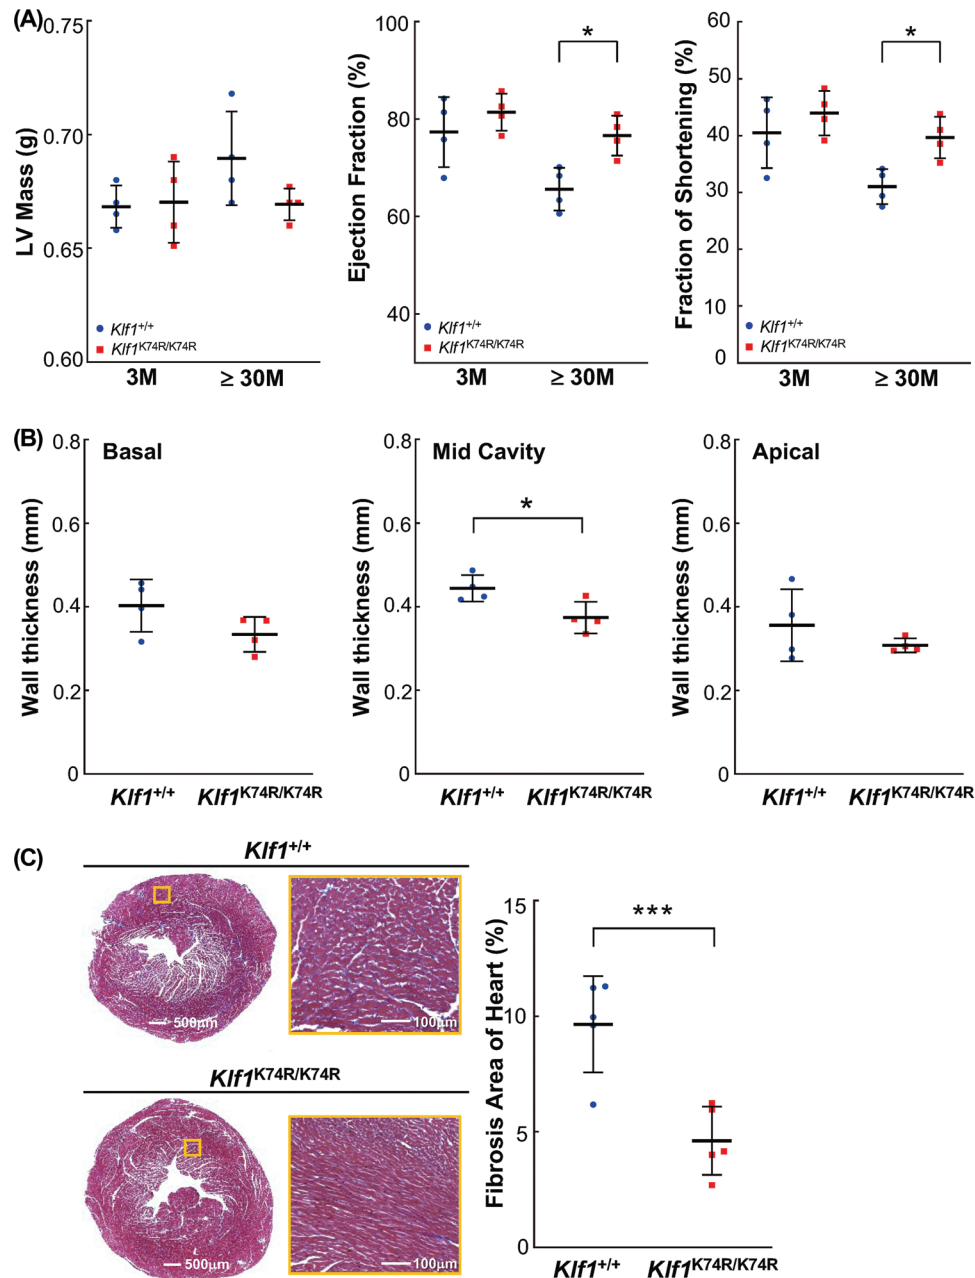 (A)
LV Mass (g)
0.75
0.70
0.65
0.60
Klf1+/+
Klf1K74R/K74R
3M
≥ 30M
Ejection Fraction (%)
100
80
60
40
*
Klf1+/+
Klf1K74R/K74R
3M
≥ 30M
Fraction of Shortening (%)
60
50
40
30
20
10
0
*
Klf1+/+
Klf1K74R/K74R
3M
≥ 30M
(B)
Basal
Wall thickness (mm)
0.8
0.6
0.4
0.2
0
Klf1+/+
Klf1K74R/K74R
Mid Cavity
Wall thickness (mm)
0.8
0.6
0.4
0.2
0
*
Klf1+/+
Klf1K74R/K74R
Apical
Wall thickness (mm)
0.8
0.6
0.4
0.2
0
Klf1+/+
Klf1K74R/K74R
(C)
Klf1+/+
500μm
100μm
Klf1K74R/K74R
500μm
100μm
Fibrosis Area of Heart (%)
15
10
5
0
***
Klf1+/+
Klf1K74R/K74R